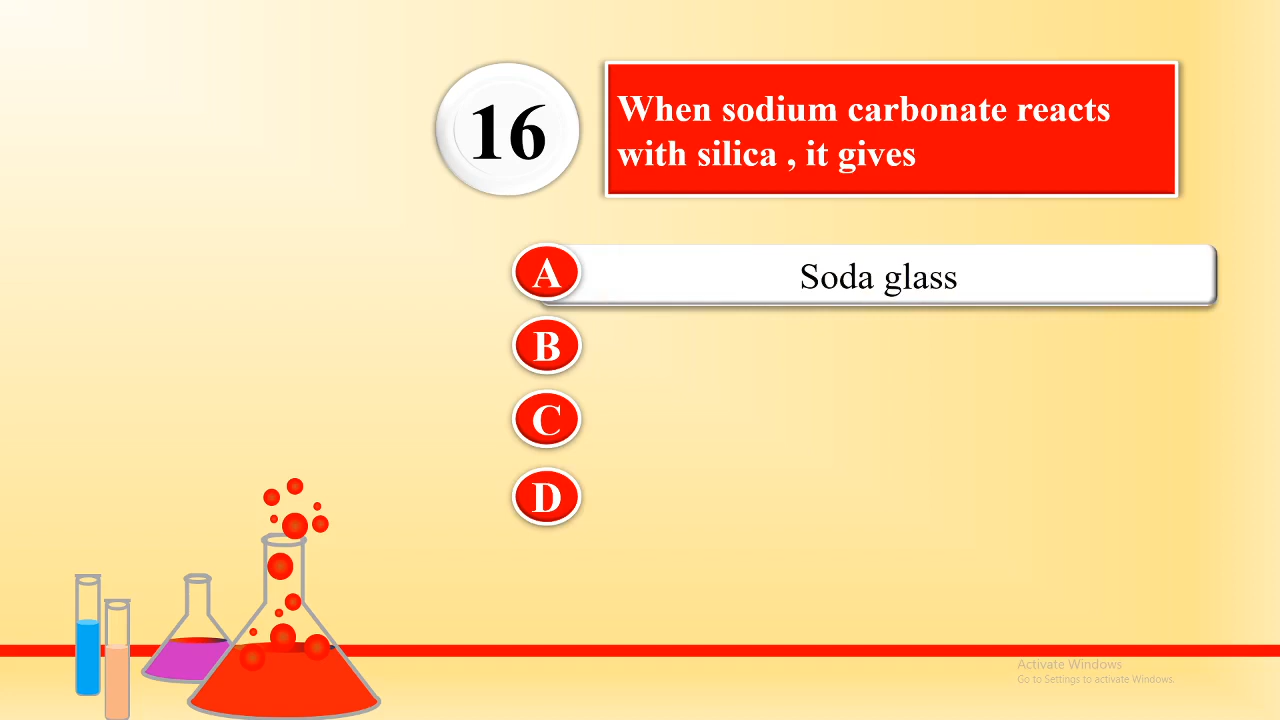 16
When sodium carbonate reacts
with silica , it gives
A
Soda glass
B
C
D
Activate Windows
Go to Settings to activate Windows.